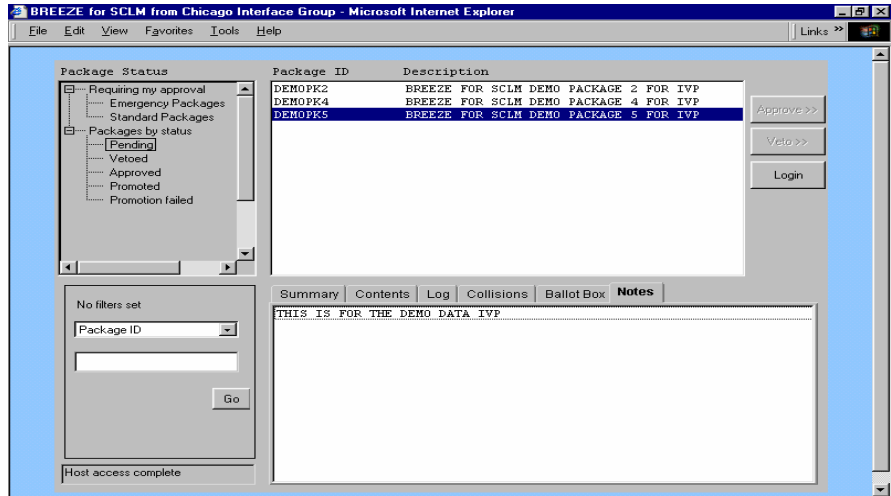 BREEZE for SCLM from Chicago Interface Group - Microsoft Internet Explorer
File Edit View Favorites Tools Help Links »
Package Status
Requiring my approval
Emergency Packages
Standard Packages
Packages by status
Pending
Vetoed
Approved
Promoted
Promotion failed
Package ID Description
DEMOPK2 BREEZE FOR SCLM DEMO PACKAGE 2 FOR IVP
DEMOPK4 BREEZE FOR SCLM DEMO PACKAGE 4 FOR IVP
DEMOPK5 BREEZE FOR SCLM DEMO PACKAGE 5 FOR IVP
Approve >>
Veto >>
Login
No filters set
Package ID
Go
Host access complete
Summary Contents Log Collisions Ballot Box Notes
THIS IS FOR THE DEMO DATA IVP